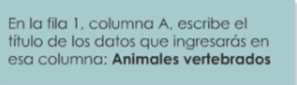 En la fila 1, columna A, escribe el
título de los datos que ingresarás en
esa columna: Animales vertebrados